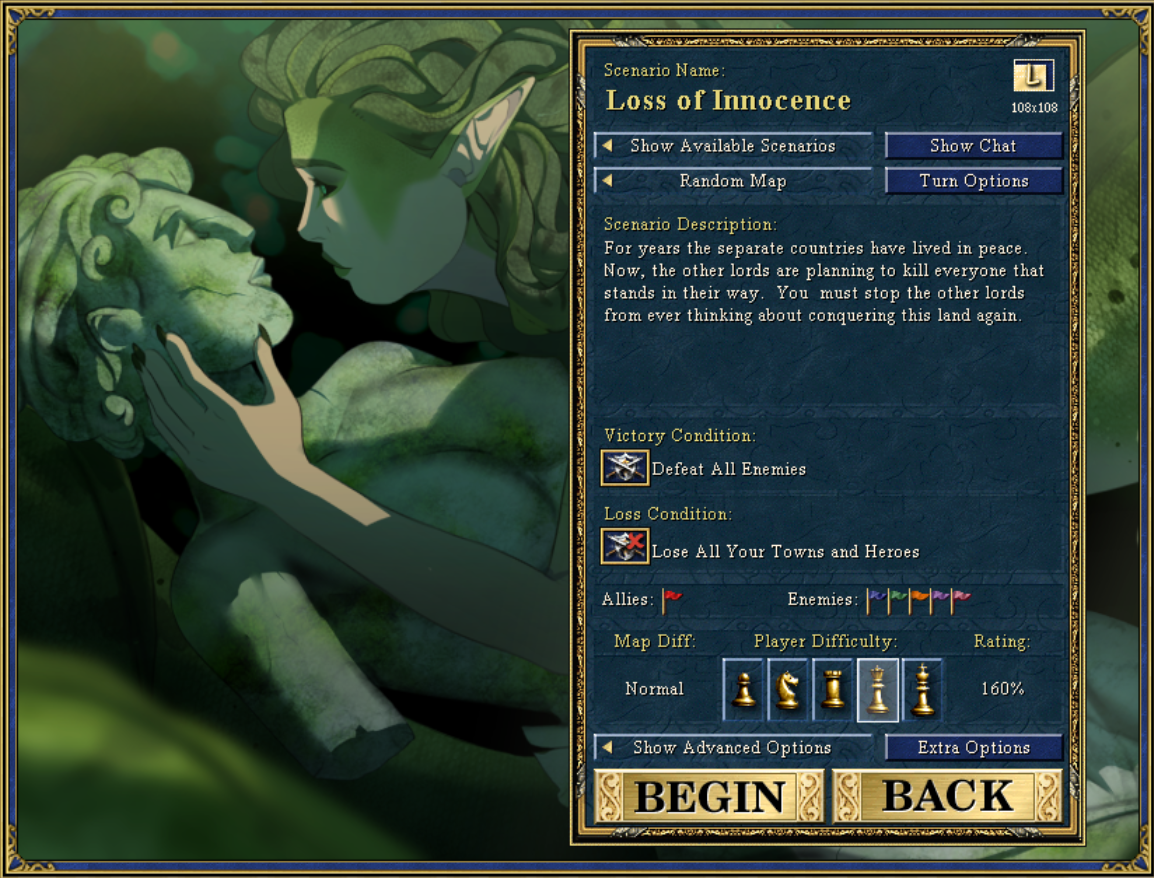 Scenario Name:
Loss of Innocence
L
108x108
Show Available Scenarios
Show Chat
Random Map
Turn Options
Scenario Description:
For years the separate countries have lived in peace.
Now, the other lords are planning to kill everyone that
stands in their way.  You  must stop the other lords
from ever thinking about conquering this land again.
Victory Condition:
Defeat All Enemies
Loss Condition:
Lose All Your Towns and Heroes
Allies:
Enemies:
Map Diff:
Player Difficulty:
Rating:
Normal
160%
Show Advanced Options
Extra Options
BEGIN
BACK